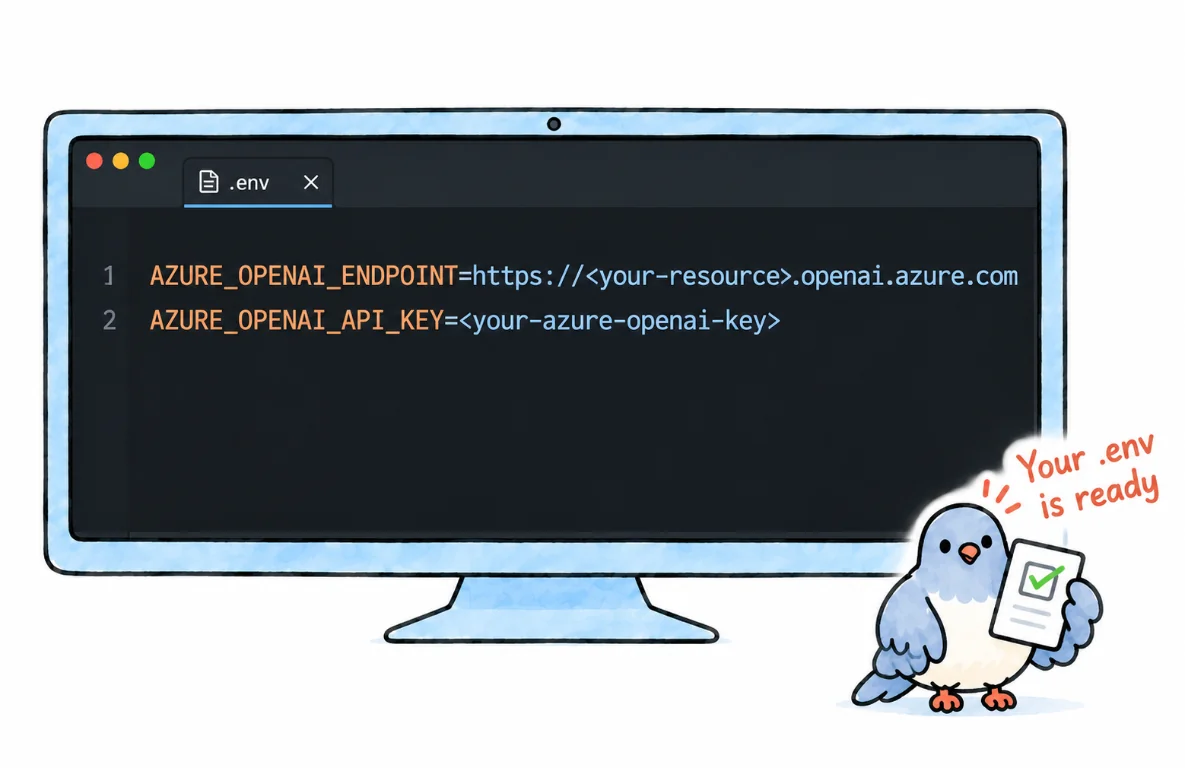 .env
1 AZURE_OPENAI_ENDPOINT=https://<your-resource>.openai.azure.com
2 AZURE_OPENAI_API_KEY=<your-azure-openai-key>
Your .env
is ready